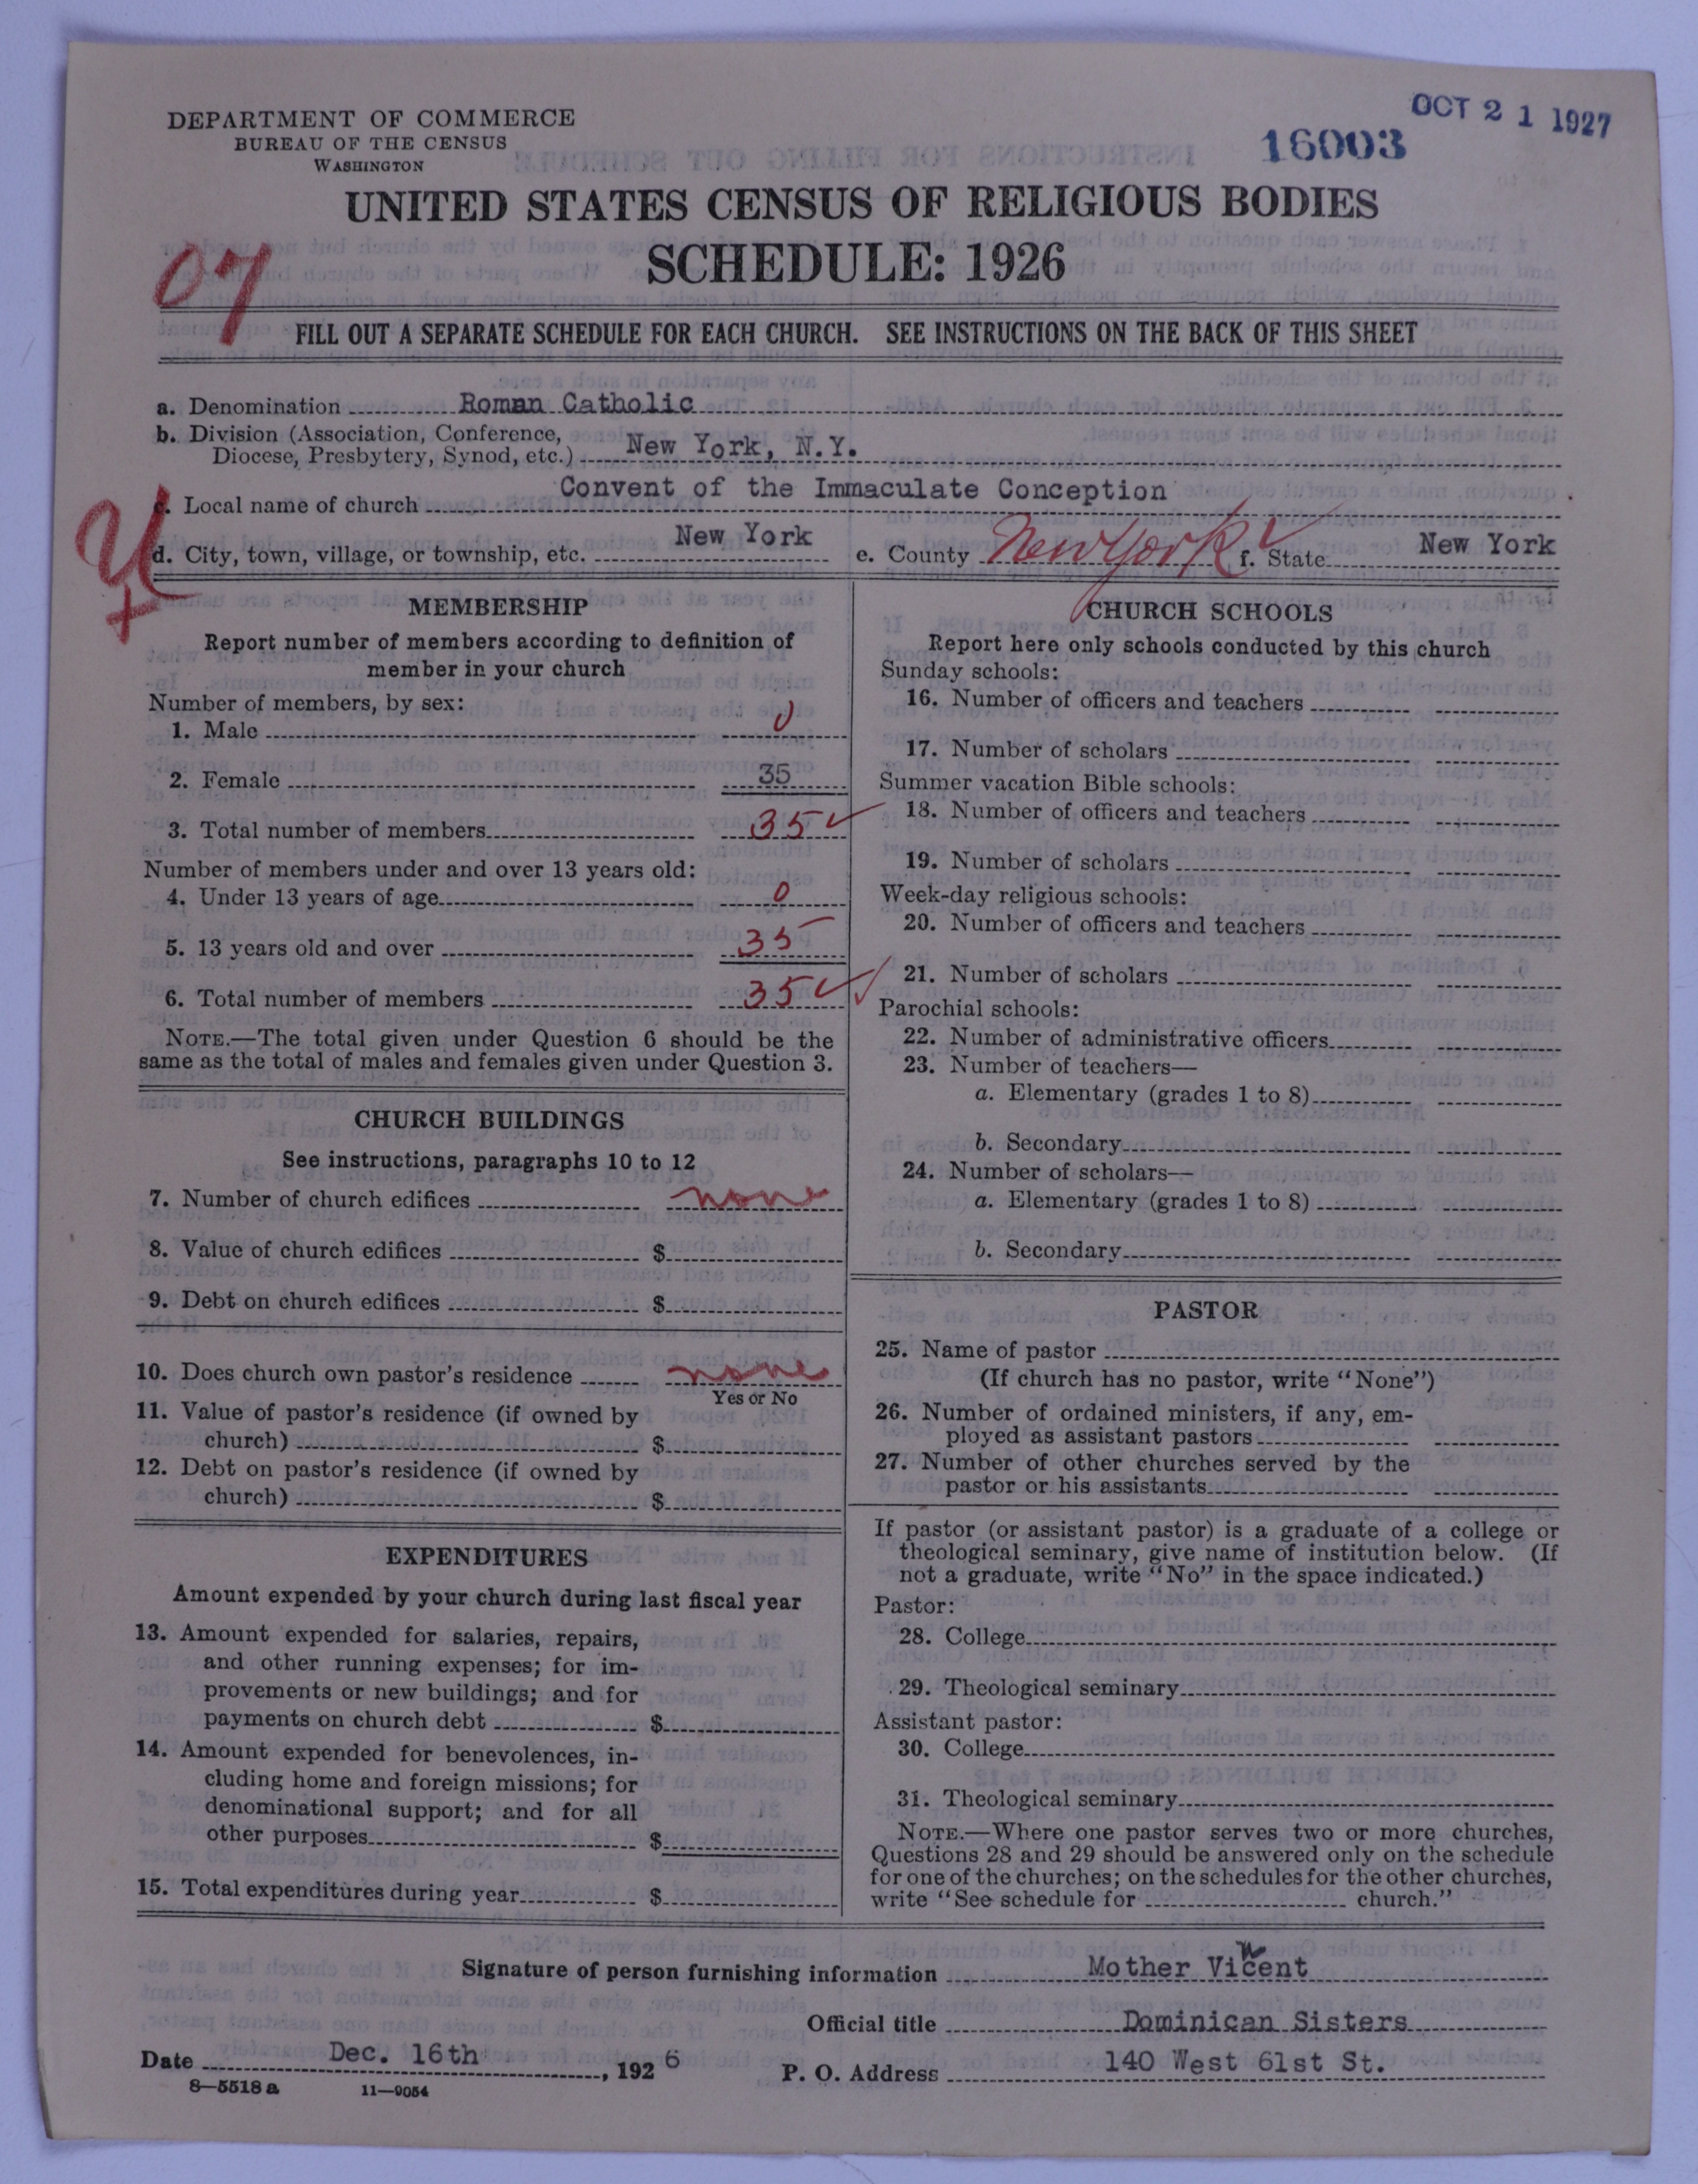 OCT 21 1927
16003
DEPARTMENT OF COMMERCE
BUREAU OF THE CENSUS
WASHINGTON
UNITED STATES CENSUS OF RELIGIOUS BODIES
SCHEDULE: 1926
07
FILL OUT A SEPARATE SCHEDULE FOR EACH CHURCH. SEE INSTRUCTIONS ON THE BACK OF THIS SHEET
a. Denomination Roman Catholic
b. Division (Association, Conference,
Diocese, Presbytery, Synod, etc.) New York, N.Y.
c. Local name of church Convent of the Immaculate Conception
d. City, town, village, or township, etc. New York e. County New York f. State New York
MEMBERSHIP
Report number of members according to definition of
member in your church
Number of members, by sex:
1. Male 0
2. Female 35
3. Total number of members 35 ✓
Number of members under and over 13 years old:
4. Under 13 years of age 0
5. 13 years old and over 35
6. Total number of members 35 ✓
NOTE.—The total given under Question 6 should be the
same as the total of males and females given under Question 3.
CHURCH BUILDINGS
See instructions, paragraphs 10 to 12
7. Number of church edifices none
8. Value of church edifices $
9. Debt on church edifices $
10. Does church own pastor's residence none
Yes or No
11. Value of pastor's residence (if owned by
church) $
12. Debt on pastor's residence (if owned by
church) $
EXPENDITURES
Amount expended by your church during last fiscal year
13. Amount expended for salaries, repairs,
and other running expenses; for im-
provements or new buildings; and for
payments on church debt $
14. Amount expended for benevolences, in-
cluding home and foreign missions; for
denominational support; and for all
other purposes $
15. Total expenditures during year $
CHURCH SCHOOLS
Report here only schools conducted by this church
Sunday schools:
16. Number of officers and teachers
17. Number of scholars
Summer vacation Bible schools:
18. Number of officers and teachers
19. Number of scholars
Week-day religious schools:
20. Number of officers and teachers
21. Number of scholars
Parochial schools:
22. Number of administrative officers
23. Number of teachers—
a. Elementary (grades 1 to 8)
b. Secondary
24. Number of scholars—
a. Elementary (grades 1 to 8)
b. Secondary
PASTOR
25. Name of pastor
(If church has no pastor, write "None")
26. Number of ordained ministers, if any, em-
ployed as assistant pastors
27. Number of other churches served by the
pastor or his assistants
If pastor (or assistant pastor) is a graduate of a college or
theological seminary, give name of institution below. (If
not a graduate, write "No" in the space indicated.)
Pastor:
28. College
29. Theological seminary
Assistant pastor:
30. College
31. Theological seminary
NOTE.—Where one pastor serves two or more churches,
Questions 28 and 29 should be answered only on the schedule
for one of the churches; on the schedules for the other churches,
write "See schedule for church."
Signature of person furnishing information Mother Vincent
Official title Dominican Sisters
Date Dec. 16th, 1926 P. O. Address 140 West 61st St.
8—5518 a 11—9054